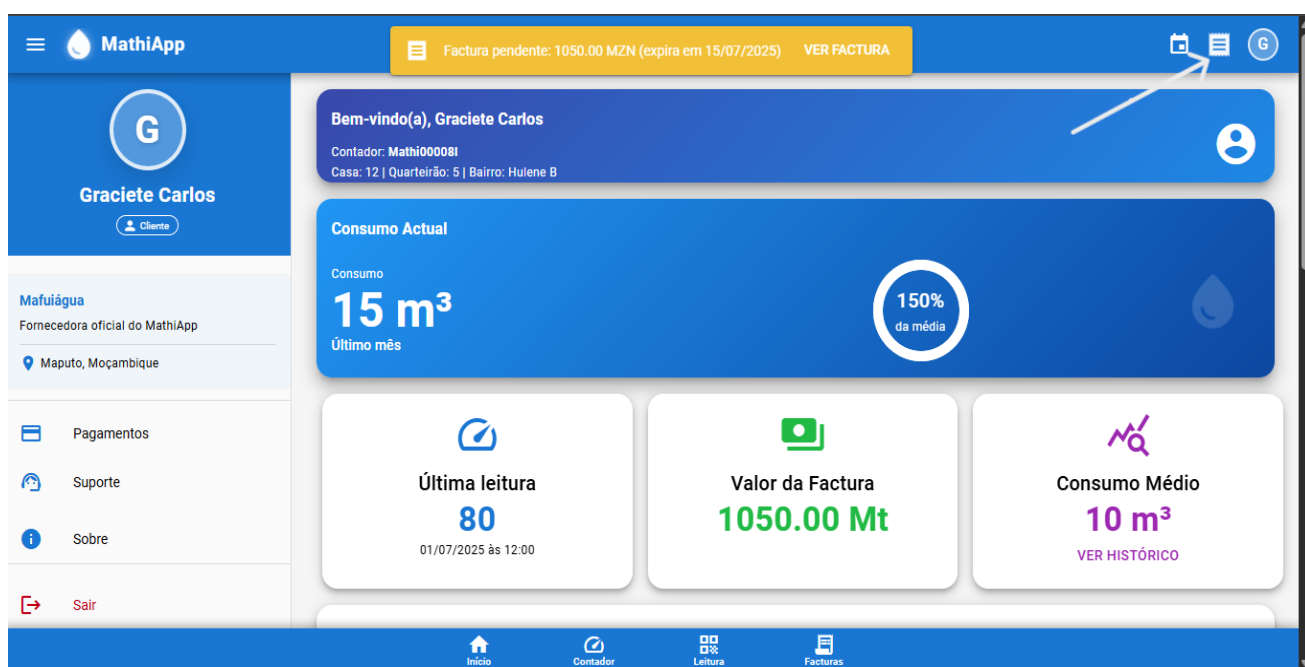 MathiApp
Factura pendente: 1050.00 MZN (expira em 15/07/2025) VER FACTURA
G
G
Graciete Carlos
Cliente
Mafuiágua
Fornecedora oficial do MathiApp
Maputo, Moçambique
Pagamentos
Suporte
Sobre
Sair
Bem-vindo(a), Graciete Carlos
Contador: Mathi00008I
Casa: 12 | Quarteirão: 5 | Bairro: Hulene B
Consumo Actual
Consumo
15 m³
Último mês
150%
da média
Última leitura
80
01/07/2025 às 12:00
Valor da Factura
1050.00 Mt
Consumo Médio
10 m³
VER HISTÓRICO
Início
Contador
Leitura
Facturas